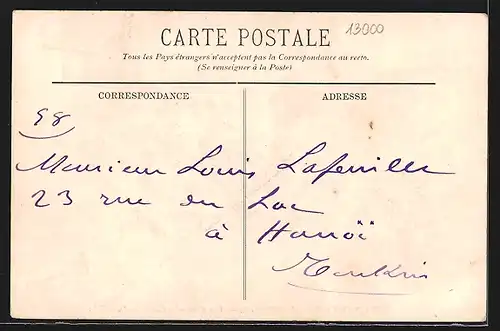 13000
CARTE POSTALE
Tous les Pays étrangers n'acceptent pas la Correspondance au recto.
(Se renseigner à la Poste)
CORRESPONDANCE
ADRESSE
98
Monsieur Louis Lafeuille
23 rue du Lac
à Hanoï
Tonkin